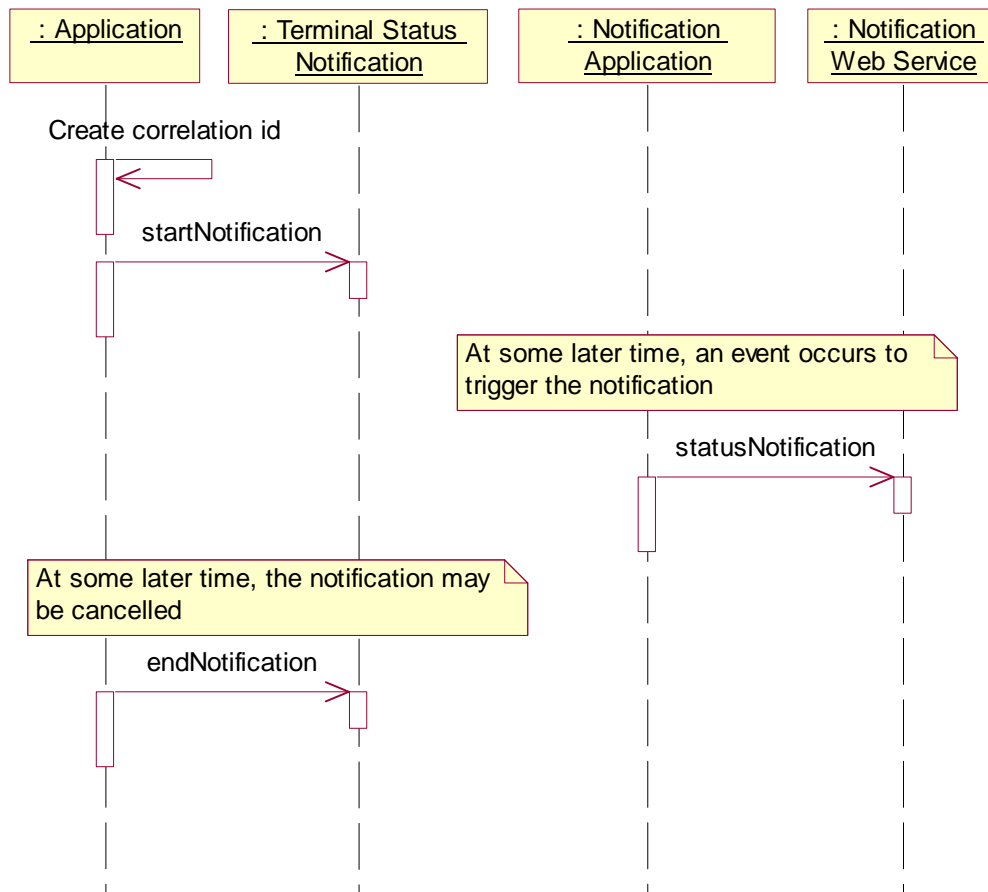 : Application
: Terminal Status
Notification
: Notification
Application
: Notification
Web Service
Create correlation id
startNotification
At some later time, an event occurs to
trigger the notification
statusNotification
At some later time, the notification may
be cancelled
endNotification